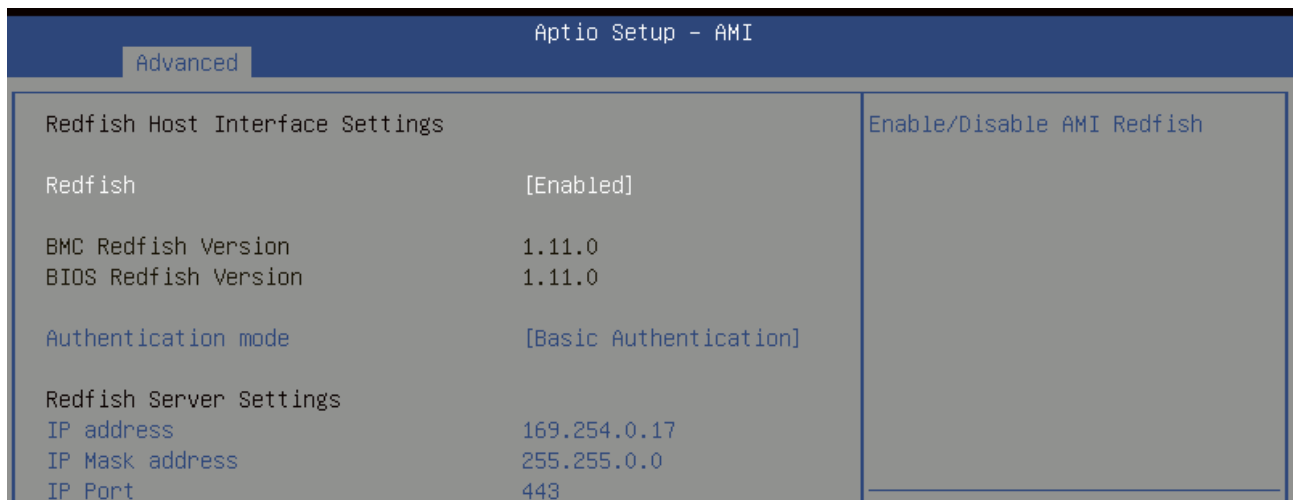 Aptio Setup – AMI
Advanced
Redfish Host Interface Settings
Enable/Disable AMI Redfish
Redfish [Enabled]
BMC Redfish Version 1.11.0
BIOS Redfish Version 1.11.0
Authentication mode [Basic Authentication]
Redfish Server Settings
IP address 169.254.0.17
IP Mask address 255.255.0.0
IP Port 443